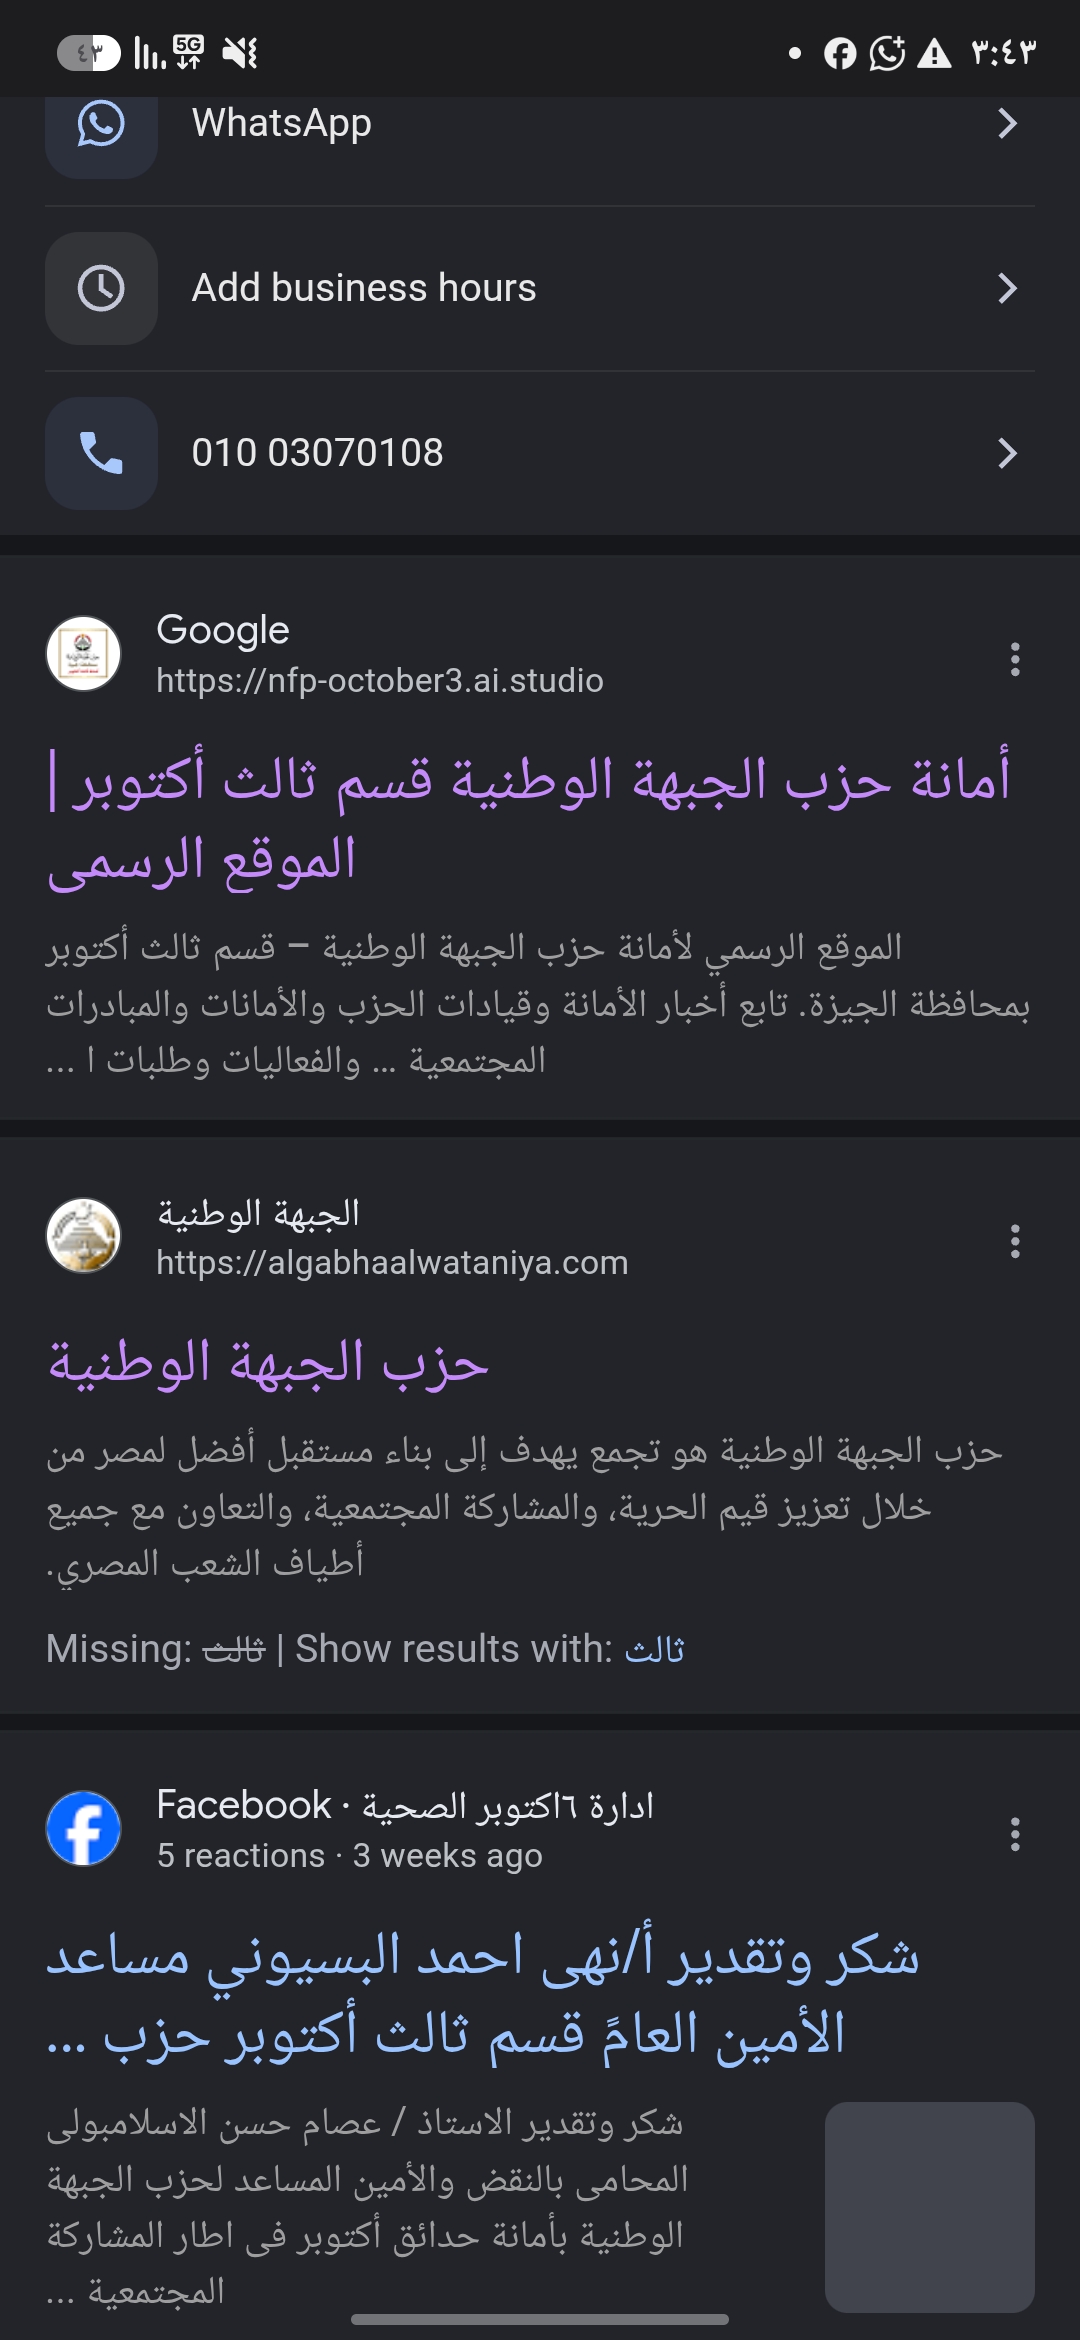 ٤٣
5G
٣:٤٣
WhatsApp
Add business hours
010 03070108
Google
https://nfp-october3.ai.studio
أمانة حزب الجبهة الوطنية قسم ثالث أكتوبر |
الموقع الرسمى
الموقع الرسمي لأمانة حزب الجبهة الوطنية – قسم ثالث أكتوبر
بمحافظة الجيزة. تابع أخبار الأمانة وقيادات الحزب والأمانات والمبادرات
المجتمعية ... والفعاليات وطلبات ا ...
الجبهة الوطنية
https://algabhaalwataniya.com
حزب الجبهة الوطنية
حزب الجبهة الوطنية هو تجمع يهدف إلى بناء مستقبل أفضل لمصر من
خلال تعزيز قيم الحرية، والمشاركة المجتمعية، والتعاون مع جميع
أطياف الشعب المصري.
Missing: ثالث | Show results with: ثالث
Facebook · ادارة ٦اكتوبر الصحية
5 reactions · 3 weeks ago
شكر وتقدير أ/نهى احمد البسيوني مساعد
الأمين العامً قسم ثالث أكتوبر حزب ...
شكر وتقدير الاستاذ / عصام حسن الاسلامبولى
المحامى بالنقض والأمين المساعد لحزب الجبهة
الوطنية بأمانة حدائق أكتوبر فى اطار المشاركة
المجتمعية ...